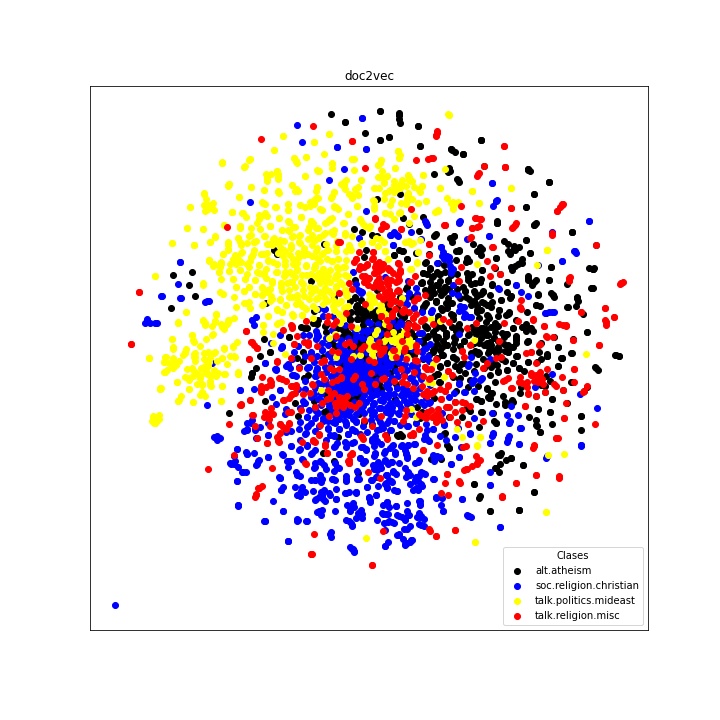 doc2vec
Clases
alt.atheism
soc.religion.christian
talk.politics.mideast
talk.religion.misc